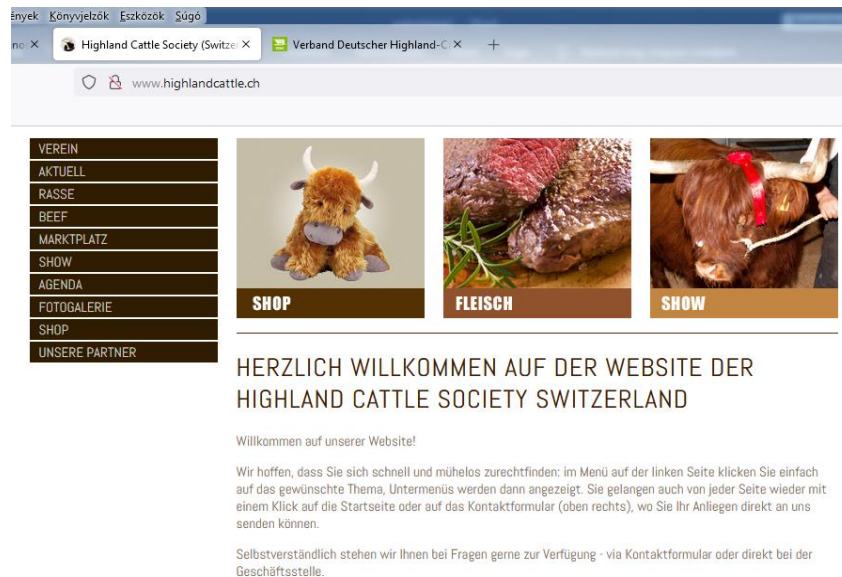 Könyvjelzők Eszközök Súgó
Highland Cattle Society (Switze
Verband Deutscher Highland-C
www.highlandcattle.ch
VEREIN
AKTUELL
RASSE
BEEF
MARKTPLATZ
SHOW
AGENDA
FOTOGALERIE
SHOP
UNSERE PARTNER
SHOP
FLEISCH
SHOW
HERZLICH WILLKOMMEN AUF DER WEBSITE DER
HIGHLAND CATTLE SOCIETY SWITZERLAND
Willkommen auf unserer Website!
Wir hoffen, dass Sie sich schnell und mühelos zurechtfinden: im Menü auf der linken Seite klicken Sie einfach
auf das gewünschte Thema, Untermenüs werden dann angezeigt. Sie gelangen auch von jeder Seite wieder mit
einem Klick auf die Startseite oder auf das Kontaktformular (oben rechts), wo Sie Ihr Anliegen direkt an uns
senden können.
Selbstverständlich stehen wir Ihnen bei Fragen gerne zur Verfügung - via Kontaktformular oder direkt bei der
Geschäftsstelle.